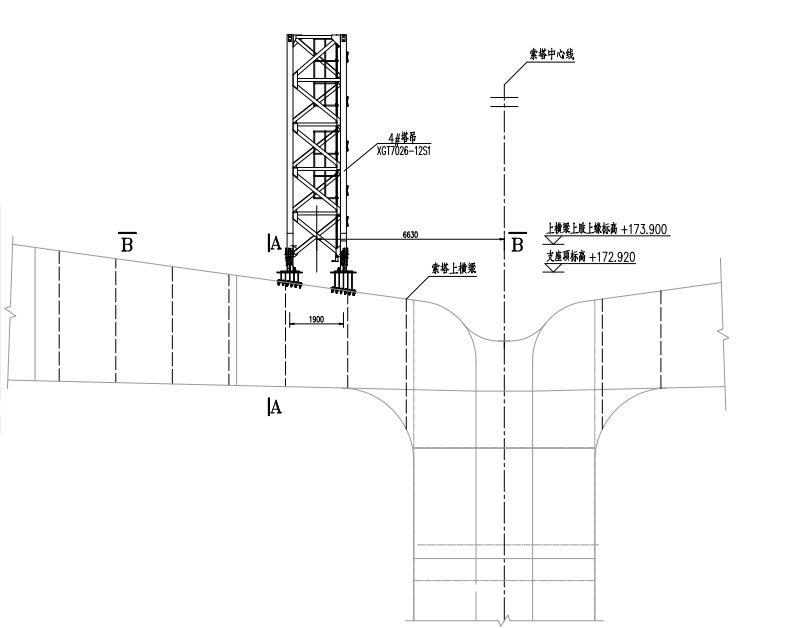 索塔中心线
4#塔吊
XGT7026-12S1
B
A
6630
B
上横梁上肢上缘标高+173.900
支座顶标高+172.920
索塔上横梁
1900
A